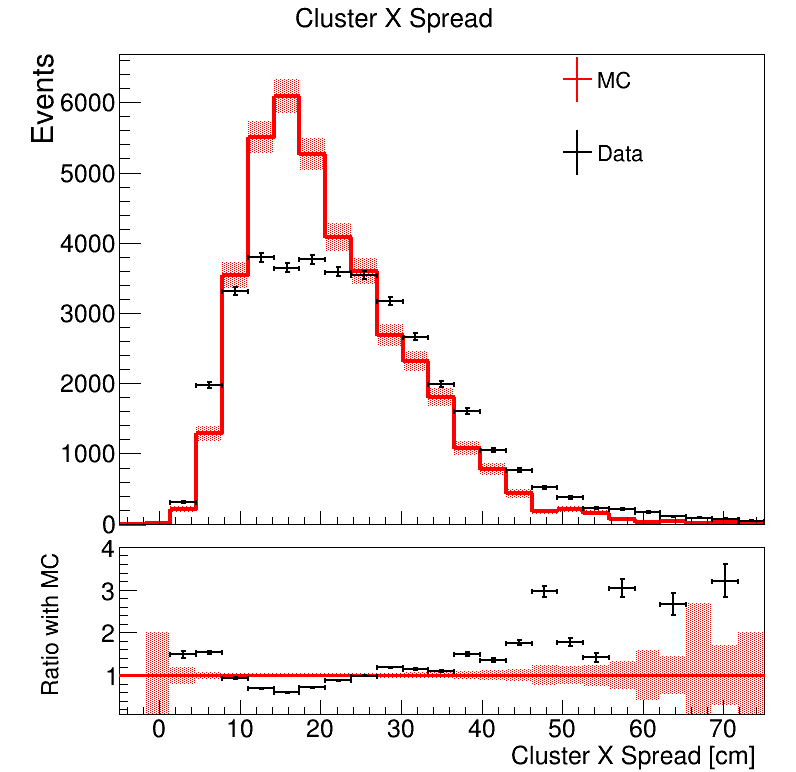 Cluster X Spread
Events
6000
5000
4000
3000
2000
1000
0
MC
Data
Ratio with MC
4
3
2
1
0 10 20 30 40 50 60 70
Cluster X Spread [cm]